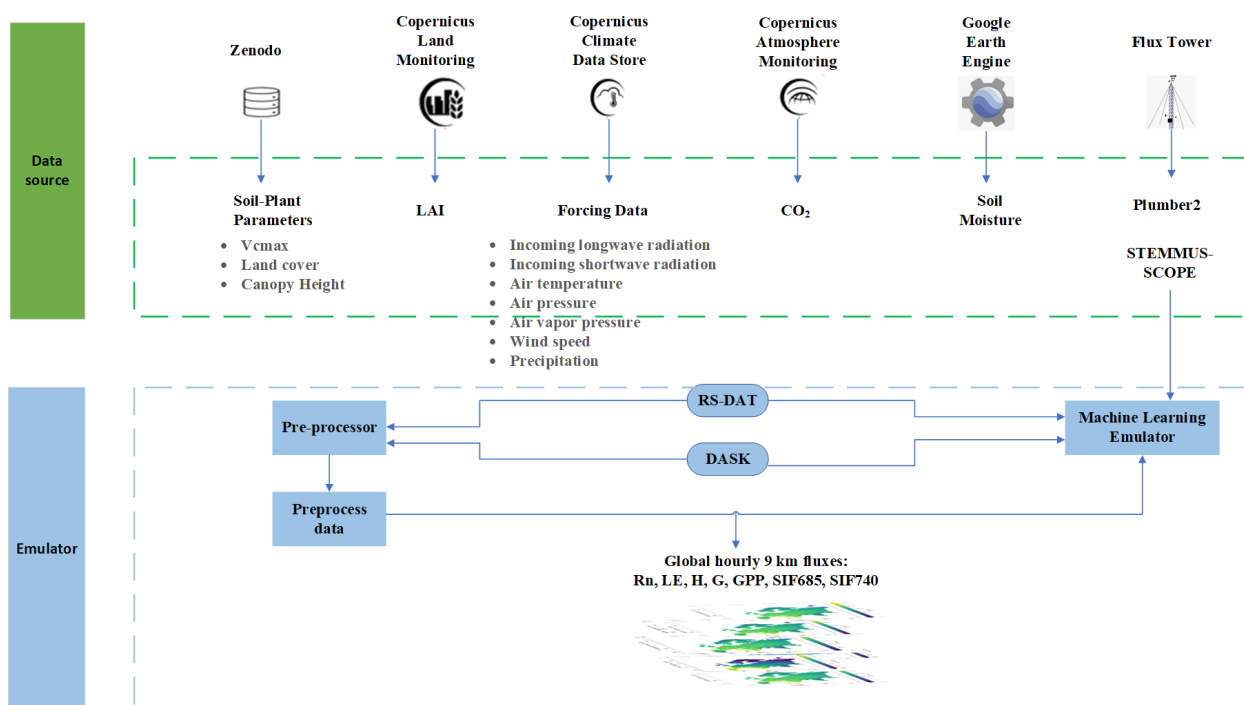 Zenodo
Copernicus
Land
Monitoring
Copernicus
Climate
Data Store
Copernicus
Atmosphere
Monitoring
Google
Earth
Engine
Flux Tower
Data
source
Soil-Plant
Parameters
• Vcmax
• Land cover
• Canopy Height
LAI
Forcing Data
• Incoming longwave radiation
• Incoming shortwave radiation
• Air temperature
• Air pressure
• Air vapor pressure
• Wind speed
• Precipitation
CO₂
Soil
Moisture
Plumber2
STEMMUS-
SCOPE
Emulator
Pre-processor
RS-DAT
DASK
Machine Learning
Emulator
Preprocess
data
Global hourly 9 km fluxes:
Rn, LE, H, G, GPP, SIF685, SIF740